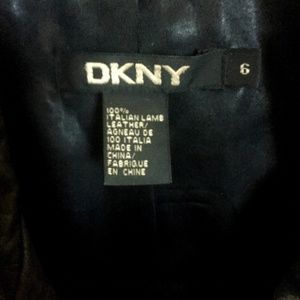 DKNY
6
100%
ITALIAN LAMB
LEATHER/
AGNEAU DE
100 ITALIA
MADE IN
CHINA/
FABRIQUE
EN CHINE